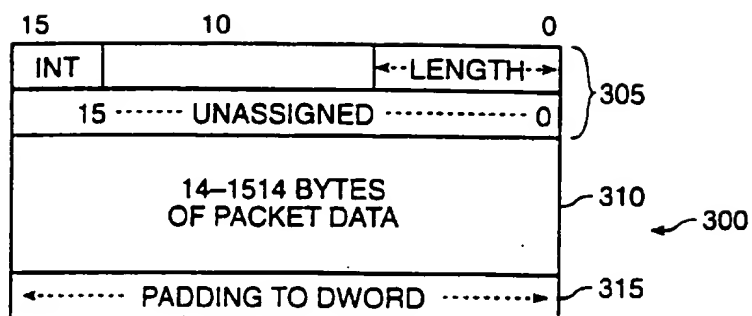 15 10 0
INT LENGTH 305
15 UNASSIGNED 0
14–1514 BYTES
OF PACKET DATA 310
300
PADDING TO DWORD 315